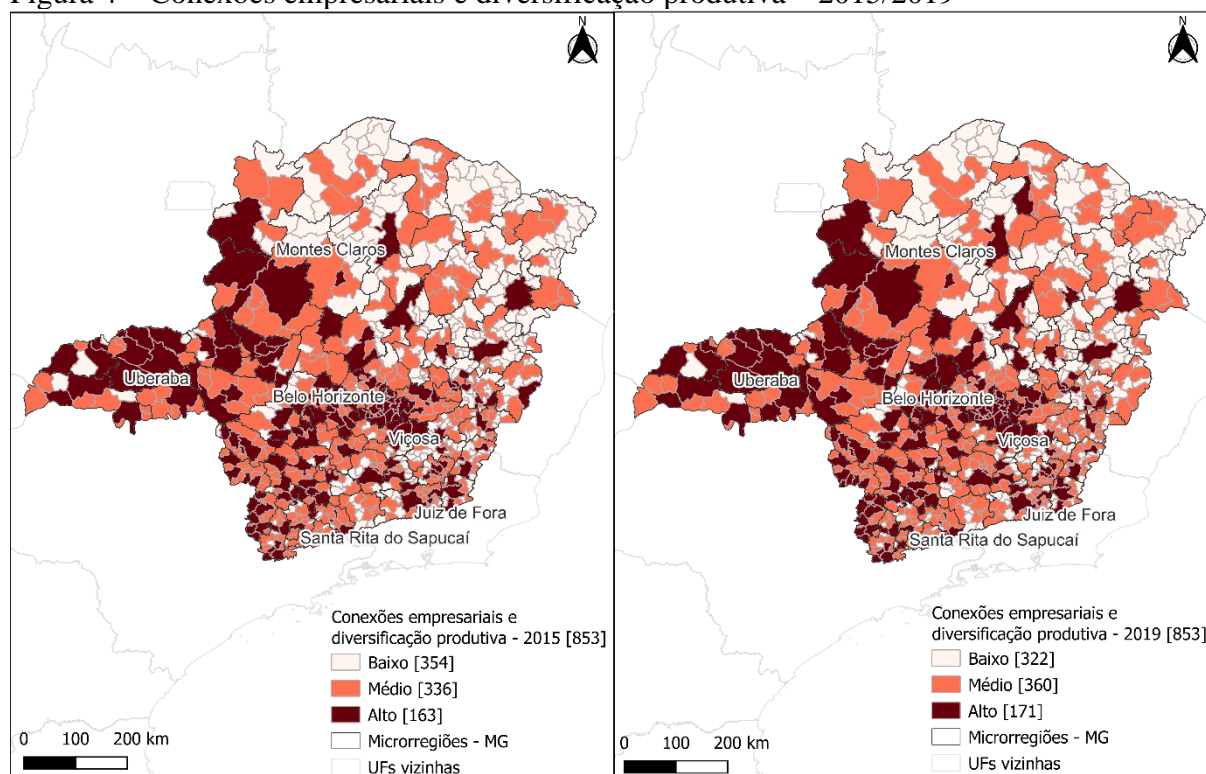 Figura 4 – Conexões empresariais e diversificação produtiva – 2015/2019
N
Montes Claros
Uberaba
Belo Horizonte
Viçosa
Juiz de Fora
Santa Rita do Sapucaí
Conexões empresariais e
diversificação produtiva - 2015 [853]
Baixo [354]
Médio [336]
Alto [163]
Microrregiões - MG
UFs vizinhas
0 100 200 km
N
Montes Claros
Uberaba
Belo Horizonte
Viçosa
Juiz de Fora
Santa Rita do Sapucaí
Conexões empresariais e
diversificação produtiva - 2019 [853]
Baixo [322]
Médio [360]
Alto [171]
Microrregiões - MG
UFs vizinhas
0 100 200 km